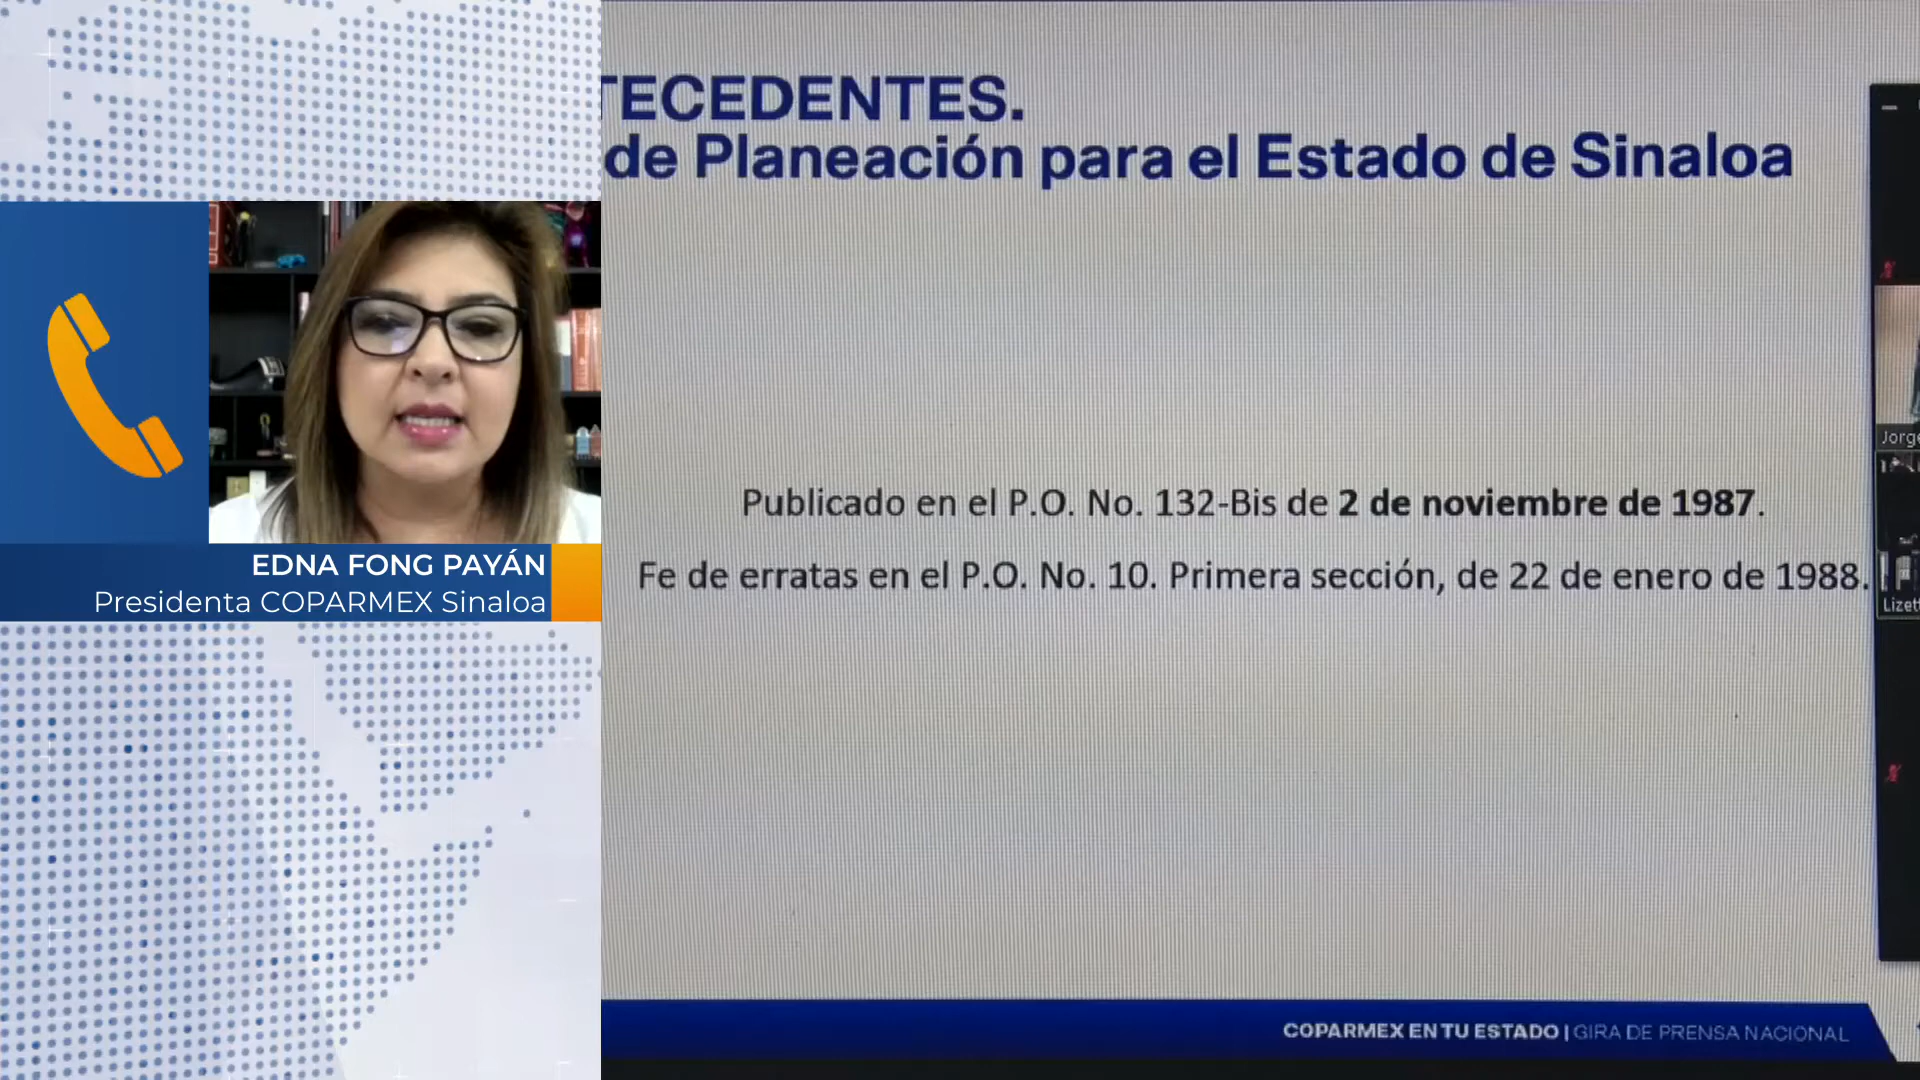 TECEDENTES.
de Planeación para el Estado de Sinaloa
Publicado en el P.O. No. 132-Bis de 2 de noviembre de 1987.
Fe de erratas en el P.O. No. 10. Primera sección, de 22 de enero de 1988.
EDNA FONG PAYÁN
Presidenta COPARMEX Sinaloa
Jorge
Lizett
COPARMEX EN TU ESTADO | GIRA DE PRENSA NACIONAL